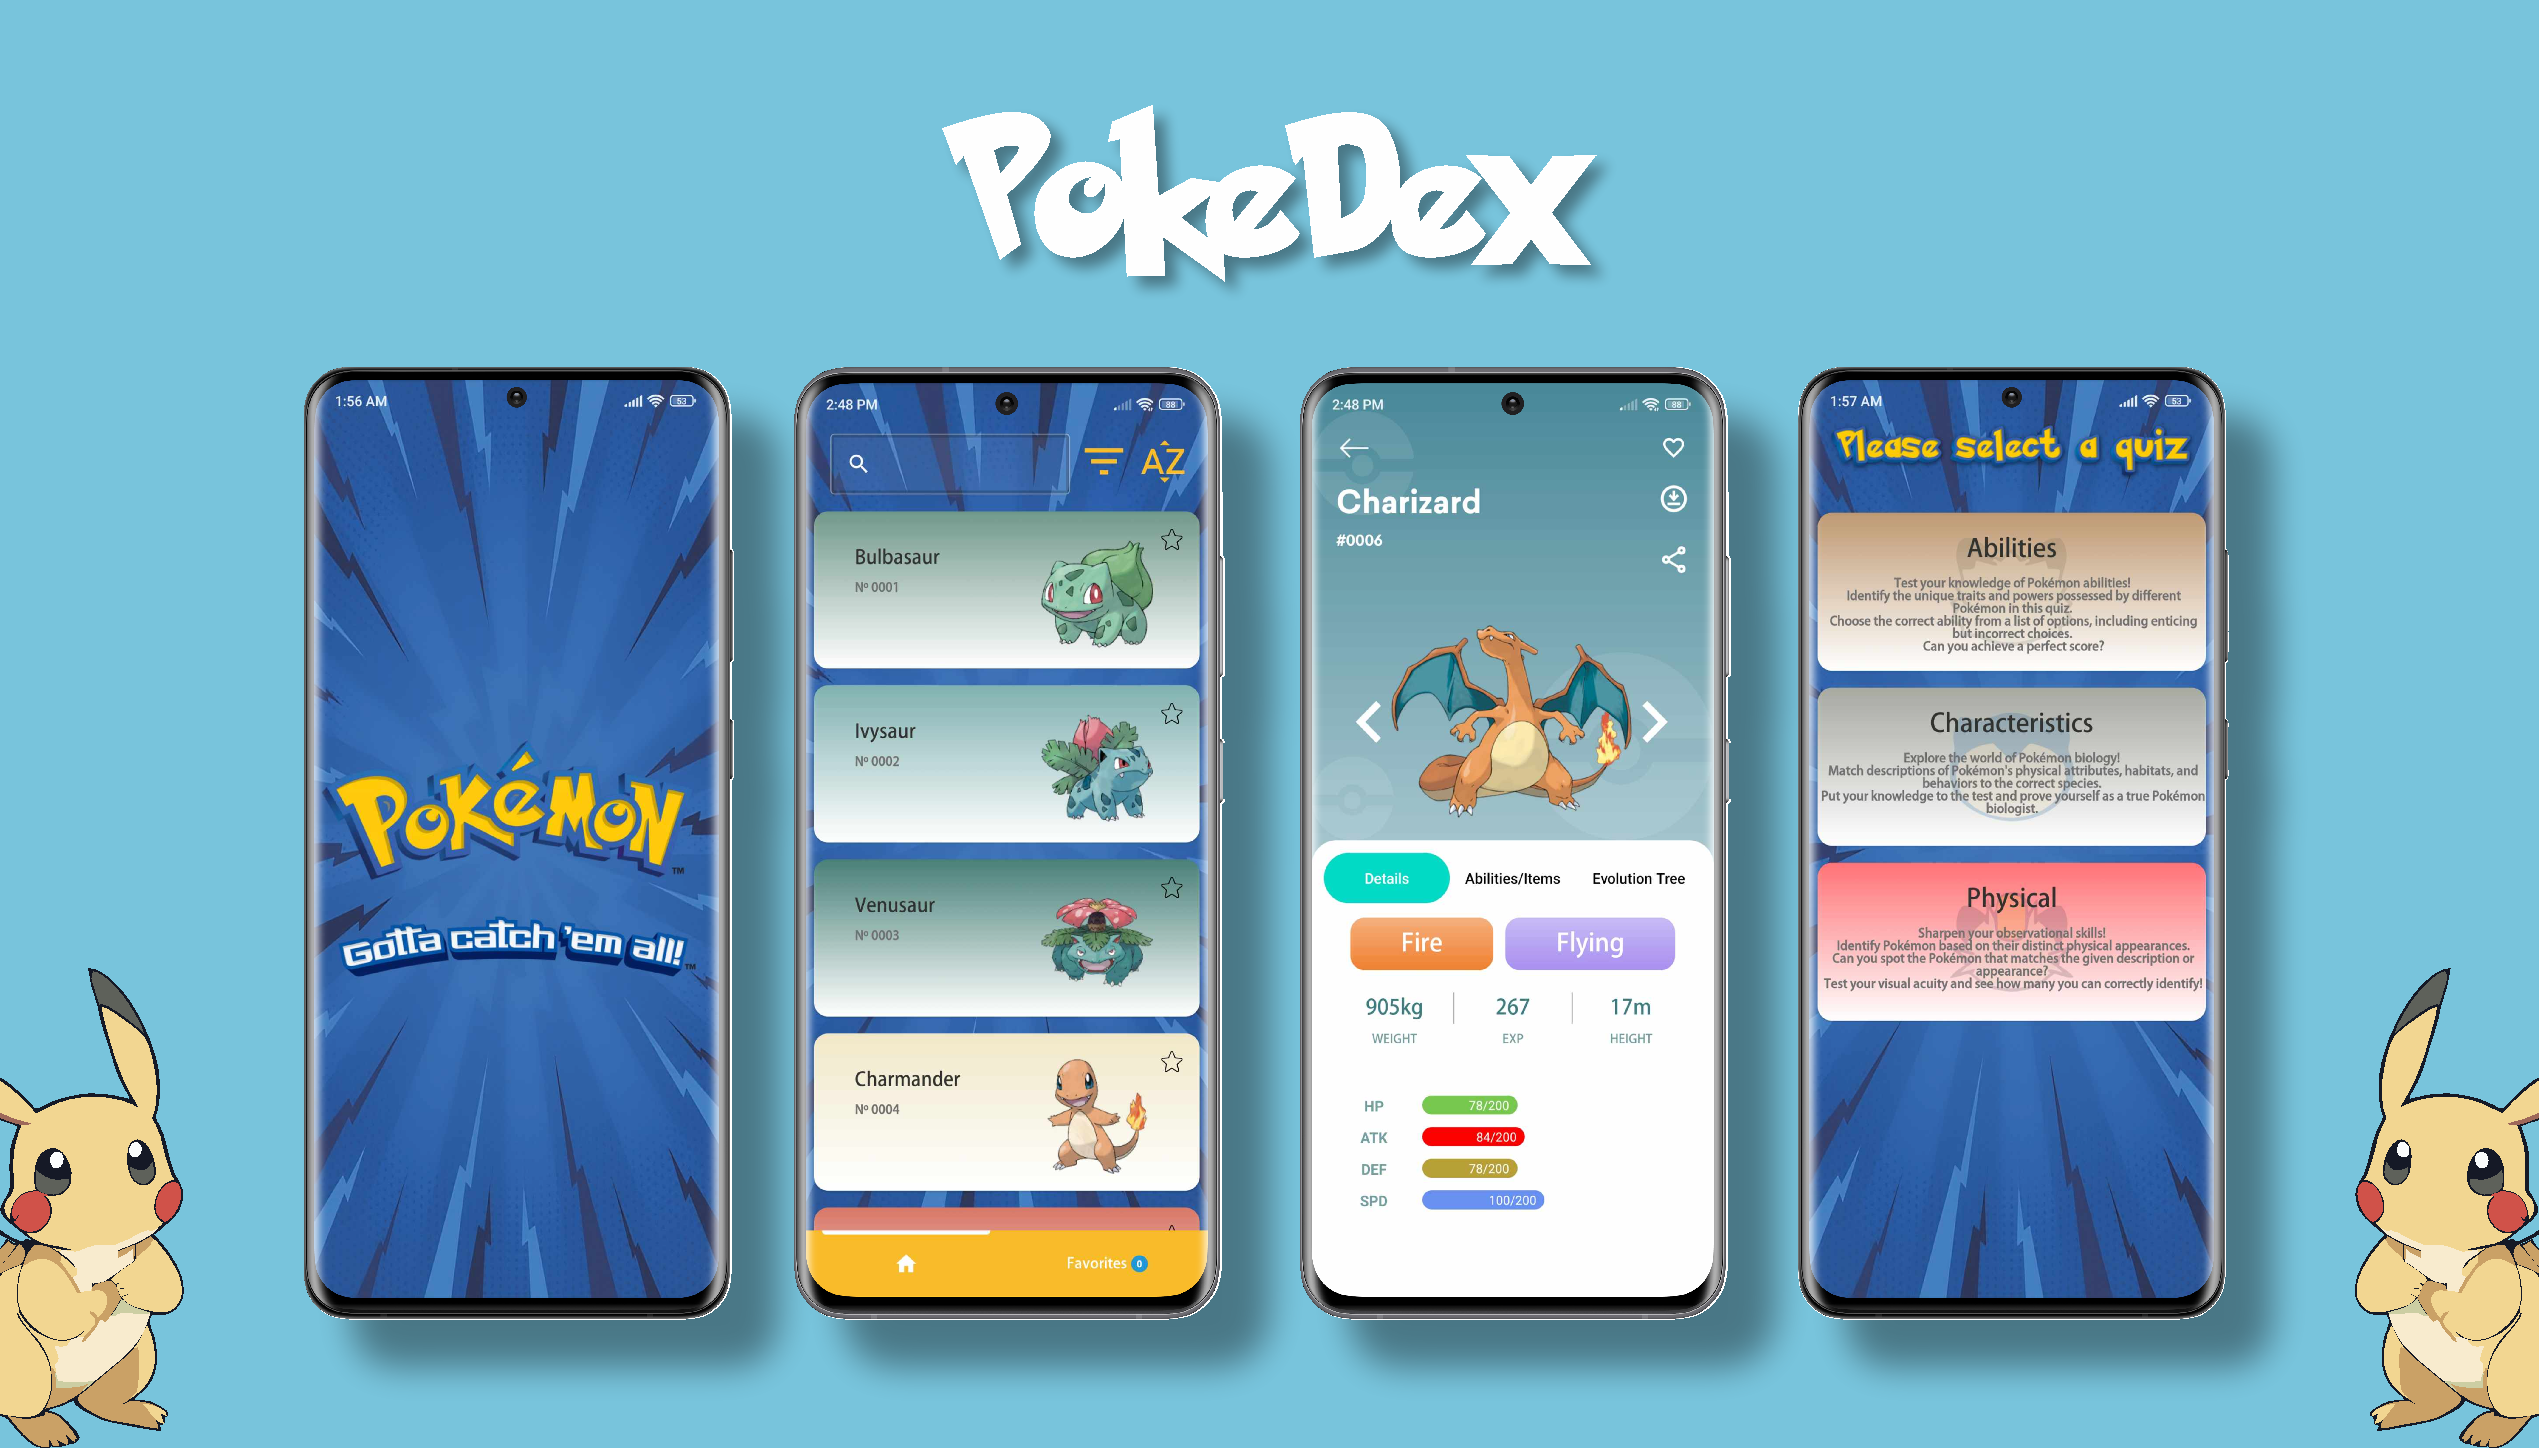 PokeDex
1:56 AM
53
POKéMON
TM
Gotta catch 'em all!
TM
2:48 PM
88
AZ
Bulbasaur
Nº 0001
Ivysaur
Nº 0002
Venusaur
Nº 0003
Charmander
Nº 0004
Favorites 0
2:48 PM
88
Charizard
#0006
Details Abilities/Items Evolution Tree
Fire Flying
905kg 267 17m
WEIGHT EXP HEIGHT
HP 78/200
ATK 84/200
DEF 78/200
SPD 100/200
1:57 AM
53
Please select a quiz
Abilities
Test your knowledge of Pokémon abilities!
Identify the unique traits and powers possessed by different
Pokémon in this quiz.
Choose the correct ability from a list of options, including enticing
but incorrect choices.
Can you achieve a perfect score?
Characteristics
Explore the world of Pokémon biology!
Match descriptions of Pokémon's physical attributes, habitats, and
behaviors to the correct species.
Put your knowledge to the test and prove yourself as a true Pokémon
biologist.
Physical
Sharpen your observational skills!
Identify Pokémon based on their distinct physical appearances.
Can you spot the Pokémon that matches the given description or
appearance?
Test your visual acuity and see how many you can correctly identify!